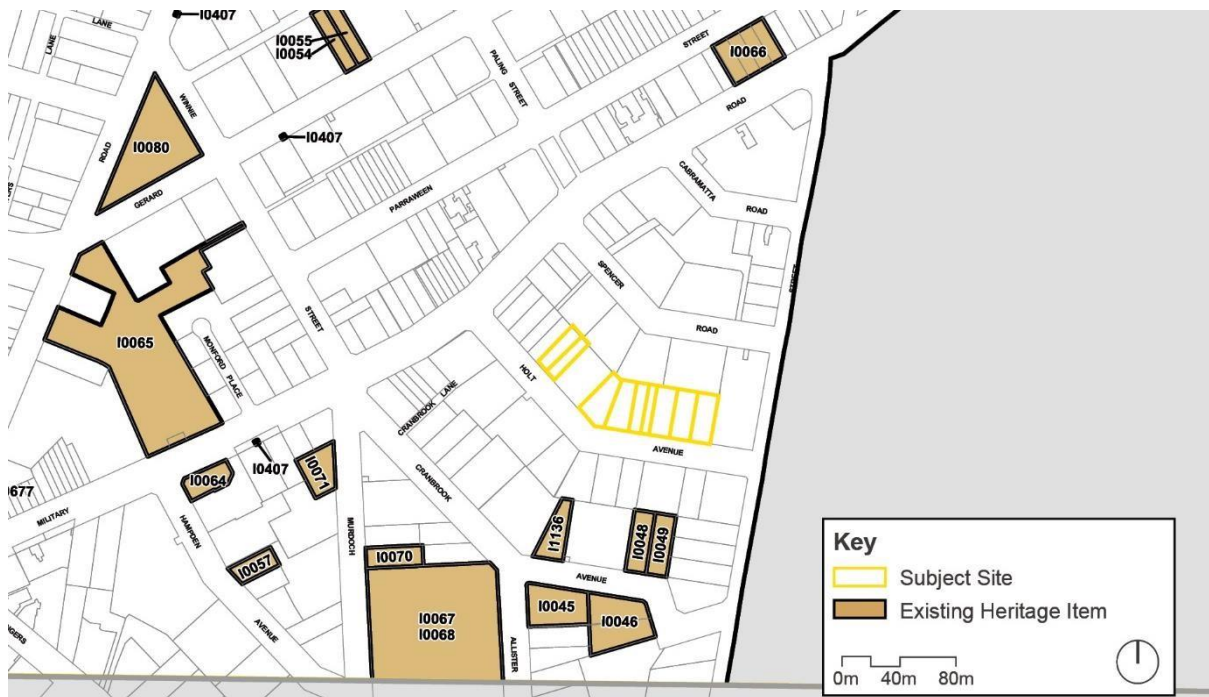 LANE
LANE
I0407
I0055
I0054
PALING
STREET
STREET
I0066
ROAD
WINNIE
I0407
I0080
ROAD
GERARD
PARRAWEEN
CABRAMATTA
ROAD
STREET
SPENCER
ROAD
STREET
I0065
MONFORD
PLACE
HOLT
CRANBROOK LANE
AVENUE
CRANBROOK
I0407
I0071
I0064
MILITARY
HAMPDEN
MURDOCH
I1136
I0048
I0049
I0057
I0070
AVENUE
AVENUE
I0045
I0046
I0067
I0068
ALLISTER
Key
Subject Site
Existing Heritage Item
0m 40m 80m